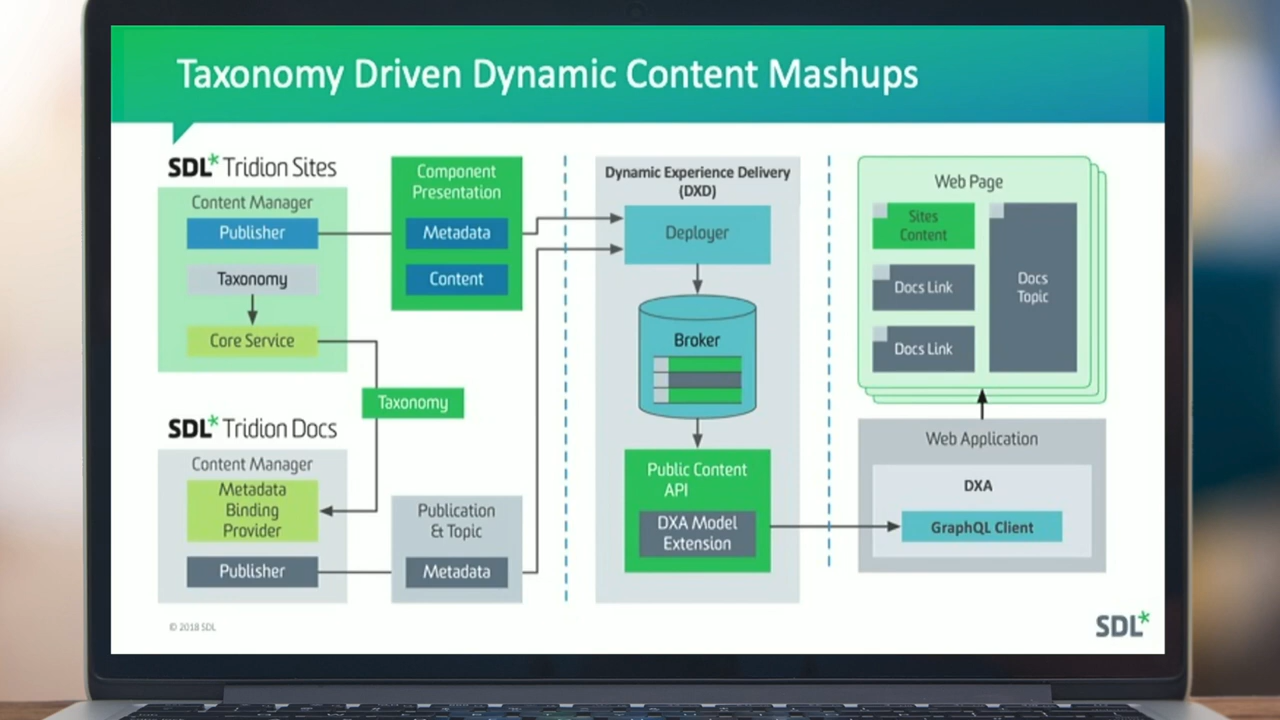 Taxonomy Driven Dynamic Content Mashups
SDL* Tridion Sites
Content Manager
Publisher
Taxonomy
Core Service
Component
Presentation
Metadata
Content
Taxonomy
SDL* Tridion Docs
Content Manager
Metadata
Binding
Provider
Publisher
Publication
& Topic
Metadata
Dynamic Experience Delivery
(DXD)
Deployer
Broker
Public Content
API
DXA Model
Extension
Web Page
Sites
Content
Docs Link
Docs Link
Docs
Topic
Web Application
DXA
GraphQL Client
© 2018 SDL
SDL*